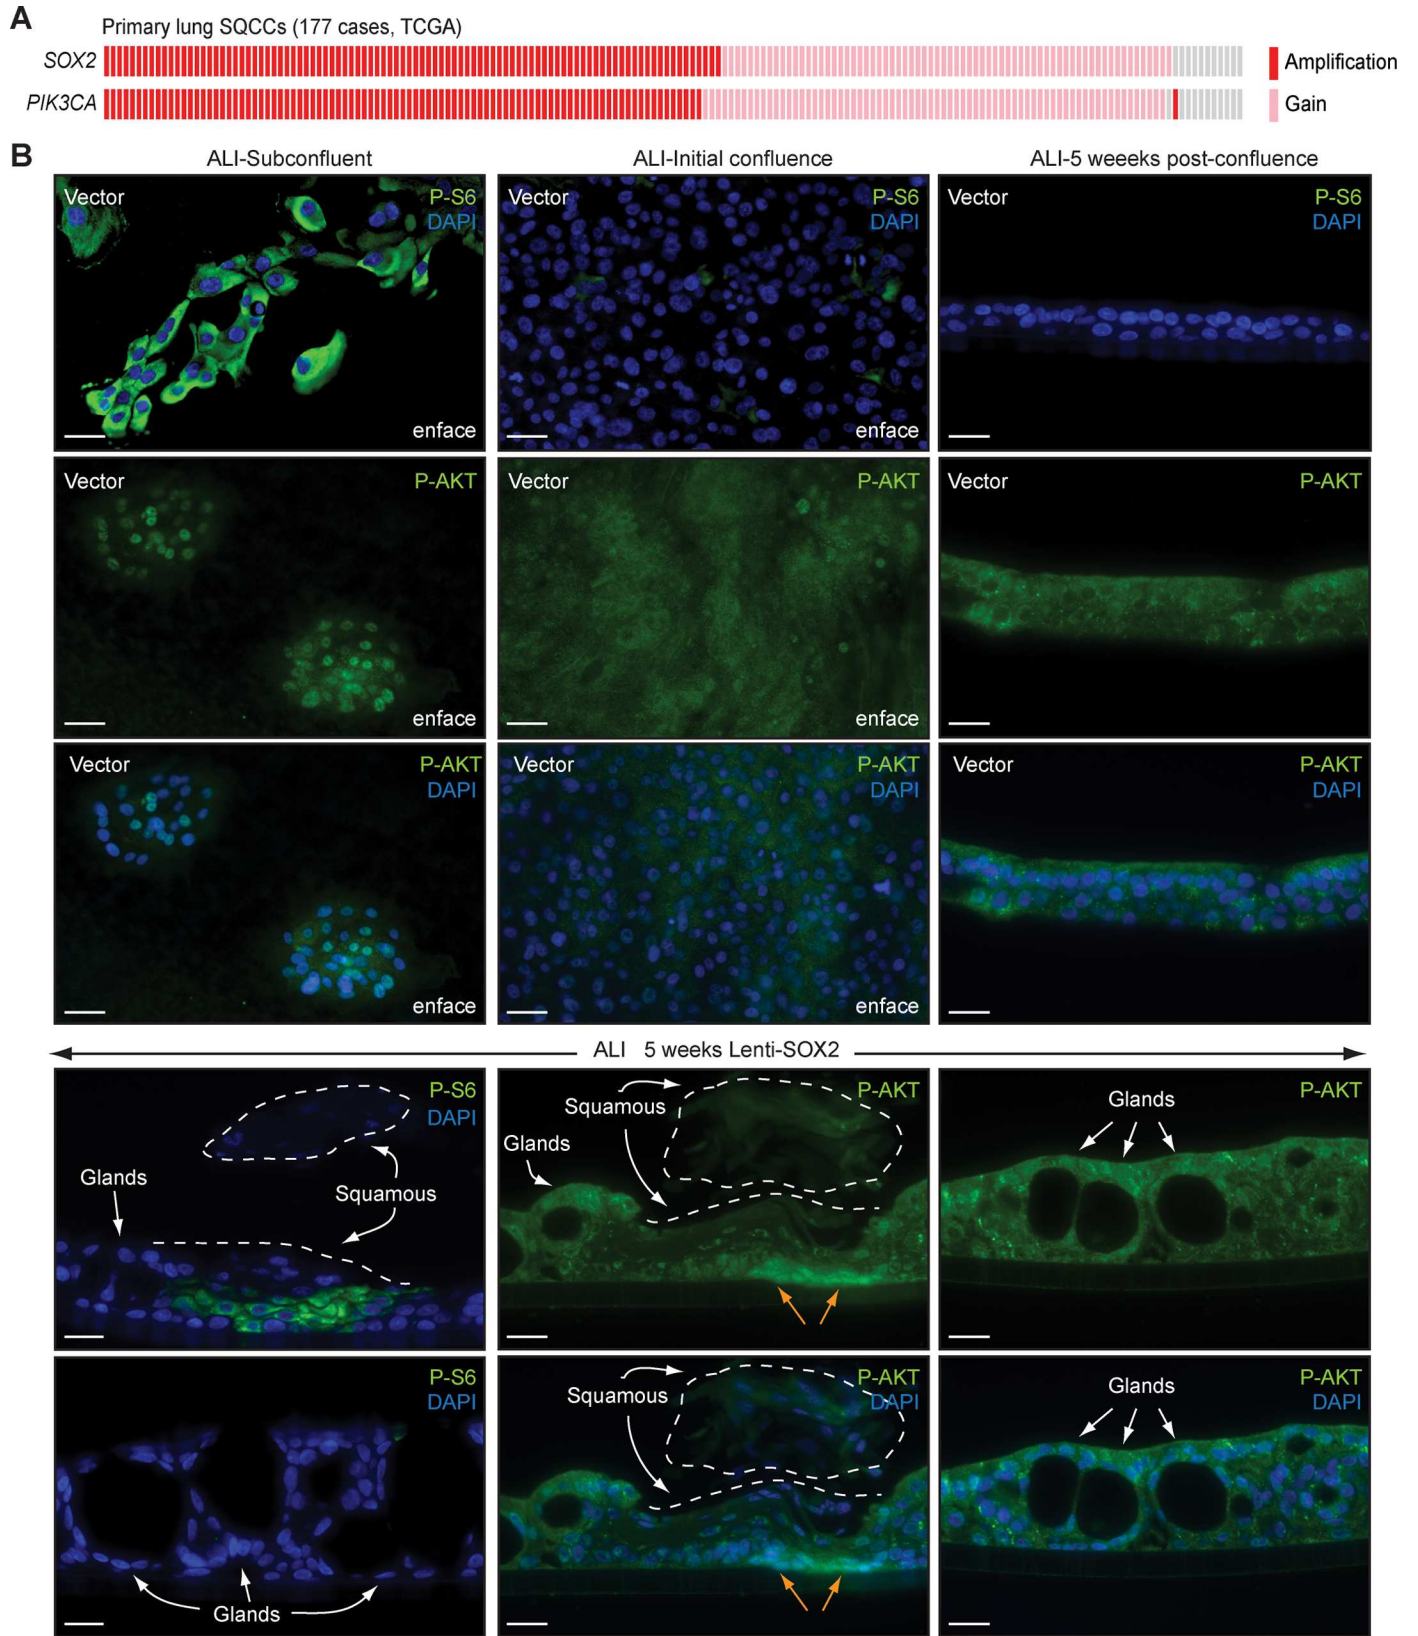 A
Primary lung SQCCs (177 cases, TCGA)
SOX2
Amplification
PIK3CA
Gain
B
ALI-Subconfluent
ALI-Initial confluence
ALI-5 weeeks post-confluence
Vector
P-S6
DAPI
enface
Vector
P-S6
DAPI
enface
Vector
P-S6
DAPI
Vector
P-AKT
enface
Vector
P-AKT
enface
Vector
P-AKT
Vector
P-AKT
DAPI
enface
Vector
P-AKT
DAPI
enface
Vector
P-AKT
DAPI
ALI 5 weeks Lenti-SOX2
P-S6
DAPI
Glands
Squamous
P-AKT
Squamous
Glands
P-AKT
Glands
P-S6
DAPI
Glands
P-AKT
DAPI
Squamous
P-AKT
DAPI
Glands